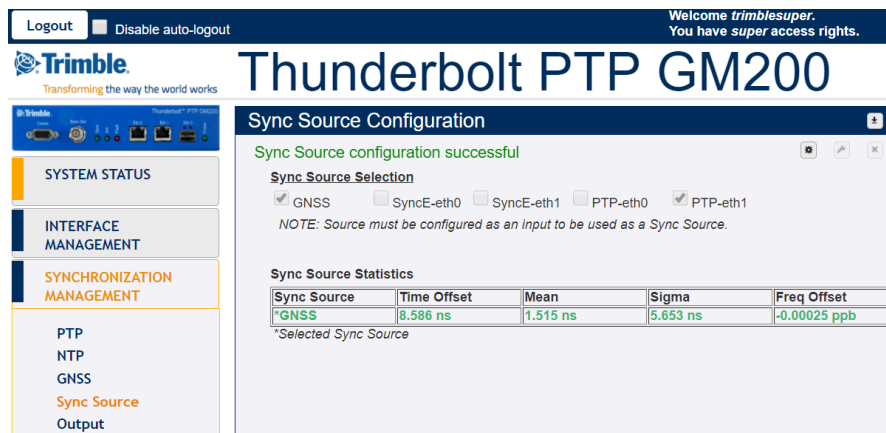 Logout Disable auto-logout
Welcome trimblesuper.
You have super access rights.
Trimble.
Transforming the way the world works
Thunderbolt PTP GM200
Sync Source Configuration
Sync Source configuration successful
Sync Source Selection
GNSS SyncE-eth0 SyncE-eth1 PTP-eth0 PTP-eth1
NOTE: Source must be configured as an input to be used as a Sync Source.
Sync Source Statistics
Sync Source Time Offset Mean Sigma Freq Offset
*GNSS 8.586 ns 1.515 ns 5.653 ns -0.00025 ppb
*Selected Sync Source
Trimble. Thunderbolt PTP GM200
SYSTEM STATUS
INTERFACE
MANAGEMENT
SYNCHRONIZATION
MANAGEMENT
PTP
NTP
GNSS
Sync Source
Output